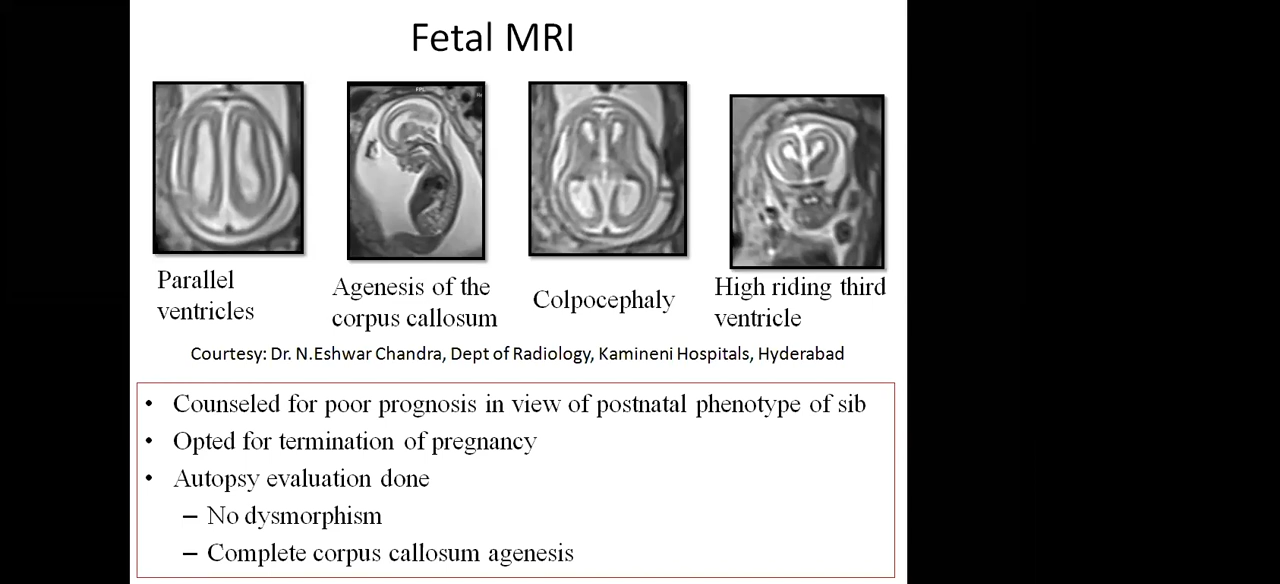 Fetal MRI
Parallel
ventricles
Agenesis of the
corpus callosum
Colpocephaly
High riding third
ventricle
Courtesy: Dr. N.Eshwar Chandra, Dept of Radiology, Kamineni Hospitals, Hyderabad
• Counseled for poor prognosis in view of postnatal phenotype of sib
• Opted for termination of pregnancy
• Autopsy evaluation done
– No dysmorphism
– Complete corpus callosum agenesis